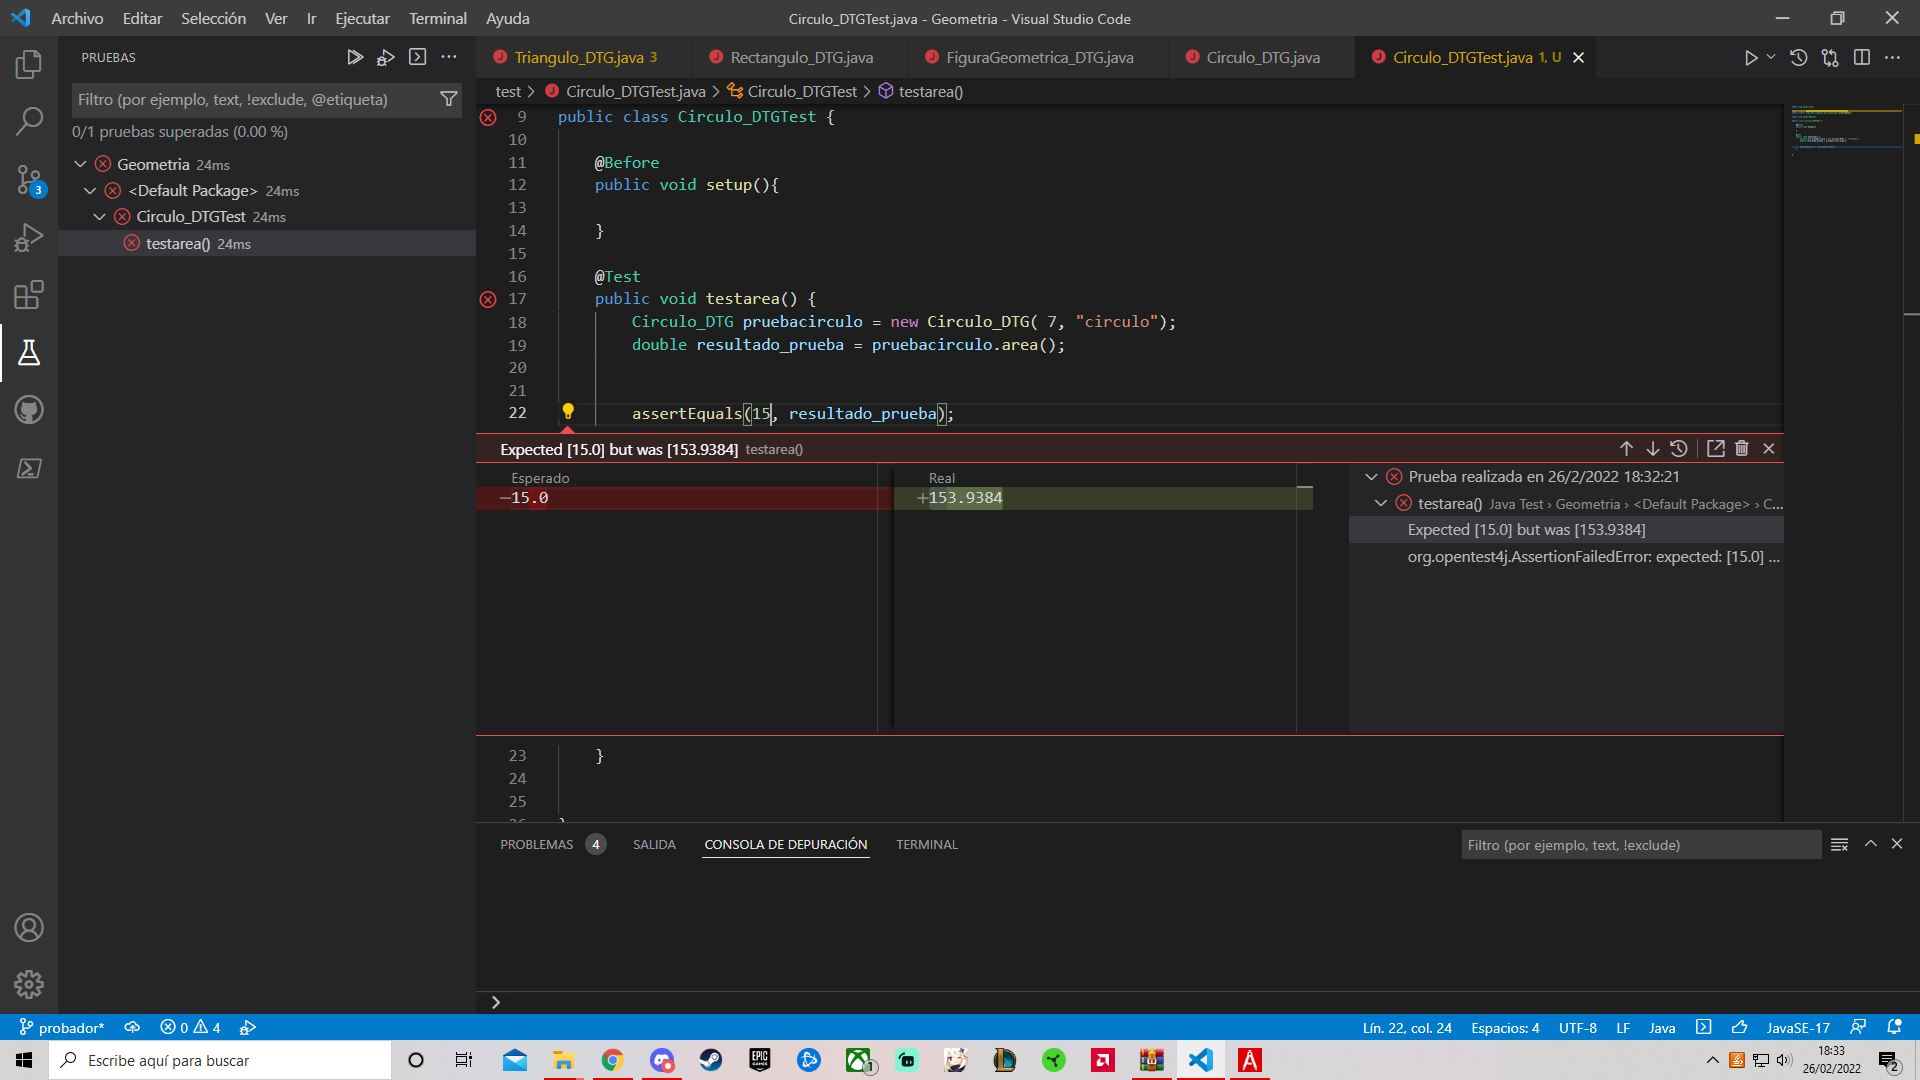 Archivo Editar Selección Ver Ir Ejecutar Terminal Ayuda
Circulo_DTGTest.java - Geometria - Visual Studio Code
PRUEBAS
Filtro (por ejemplo, text, !exclude, @etiqueta)
0/1 pruebas superadas (0.00 %)
Geometria 24ms
<Default Package> 24ms
Circulo_DTGTest 24ms
testarea() 24ms
3
Triangulo_DTG.java 3
Rectangulo_DTG.java
FiguraGeometrica_DTG.java
Circulo_DTG.java
Circulo_DTGTest.java 1, U
test > Circulo_DTGTest.java > Circulo_DTGTest > testarea()
9 public class Circulo_DTGTest {
10
11 @Before
12 public void setup(){
13
14 }
15
16 @Test
17 public void testarea() {
18 Circulo_DTG pruebacirculo = new Circulo_DTG( 7, "circulo");
19 double resultado_prueba = pruebacirculo.area();
20
21
22 assertEquals(15, resultado_prueba);
Expected [15.0] but was [153.9384] testarea()
Esperado
−15.0
Real
+153.9384
Prueba realizada en 26/2/2022 18:32:21
testarea() Java Test › Geometria › <Default Package> › C...
Expected [15.0] but was [153.9384]
org.opentest4j.AssertionFailedError: expected: [15.0] ...
23 }
24
25
26 }
PROBLEMAS 4 SALIDA CONSOLA DE DEPURACIÓN TERMINAL
Filtro (por ejemplo, text, !exclude)
probador* 0 4
Lín. 22, col. 24 Espacios: 4 UTF-8 LF Java JavaSE-17
Escribe aquí para buscar
EPIC GAMES
1
18:33
26/02/2022
2